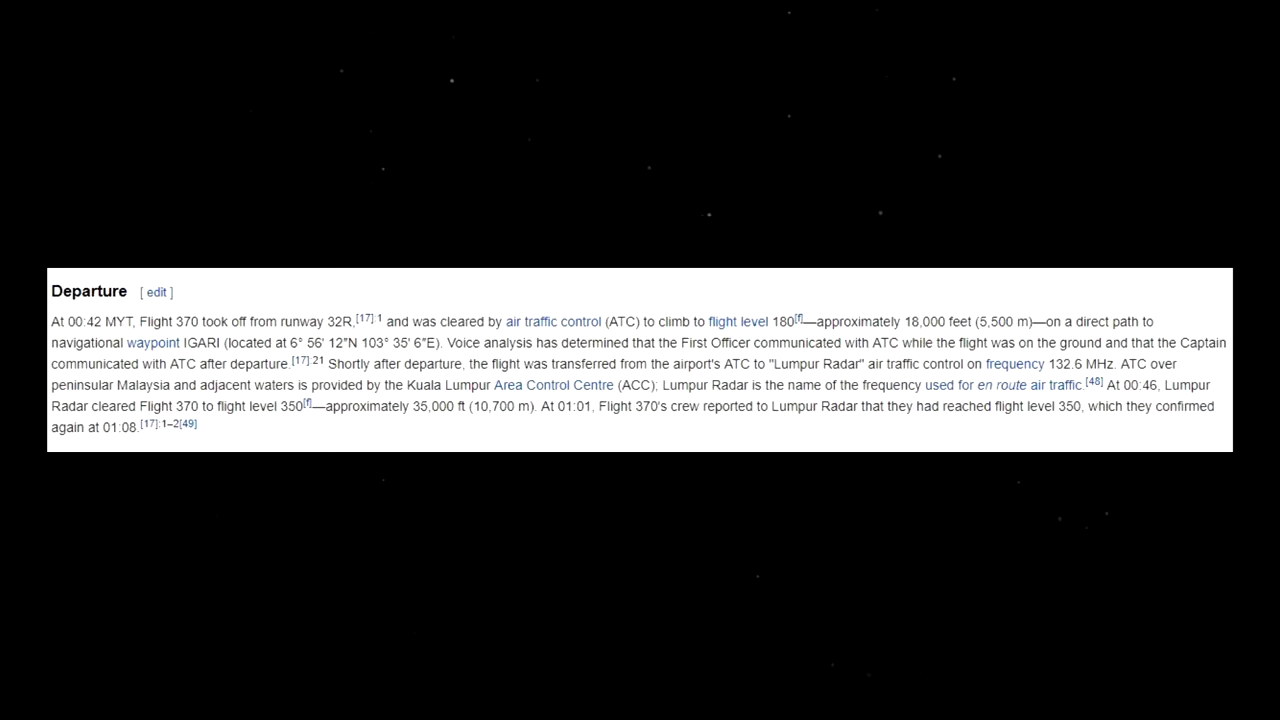 Departure [ edit ]
At 00:42 MYT, Flight 370 took off from runway 32R,[17]:1 and was cleared by air traffic control (ATC) to climb to flight level 180[f]—approximately 18,000 feet (5,500 m)—on a direct path to
navigational waypoint IGARI (located at 6° 56' 12"N 103° 35' 6"E). Voice analysis has determined that the First Officer communicated with ATC while the flight was on the ground and that the Captain
communicated with ATC after departure.[17]:21 Shortly after departure, the flight was transferred from the airport's ATC to "Lumpur Radar" air traffic control on frequency 132.6 MHz. ATC over
peninsular Malaysia and adjacent waters is provided by the Kuala Lumpur Area Control Centre (ACC); Lumpur Radar is the name of the frequency used for en route air traffic.[48] At 00:46, Lumpur
Radar cleared Flight 370 to flight level 350[f]—approximately 35,000 ft (10,700 m). At 01:01, Flight 370's crew reported to Lumpur Radar that they had reached flight level 350, which they confirmed
again at 01:08.[17]:1–2[49]